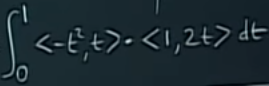 ∫₀¹ <-t²,t> • <1,2t> dt